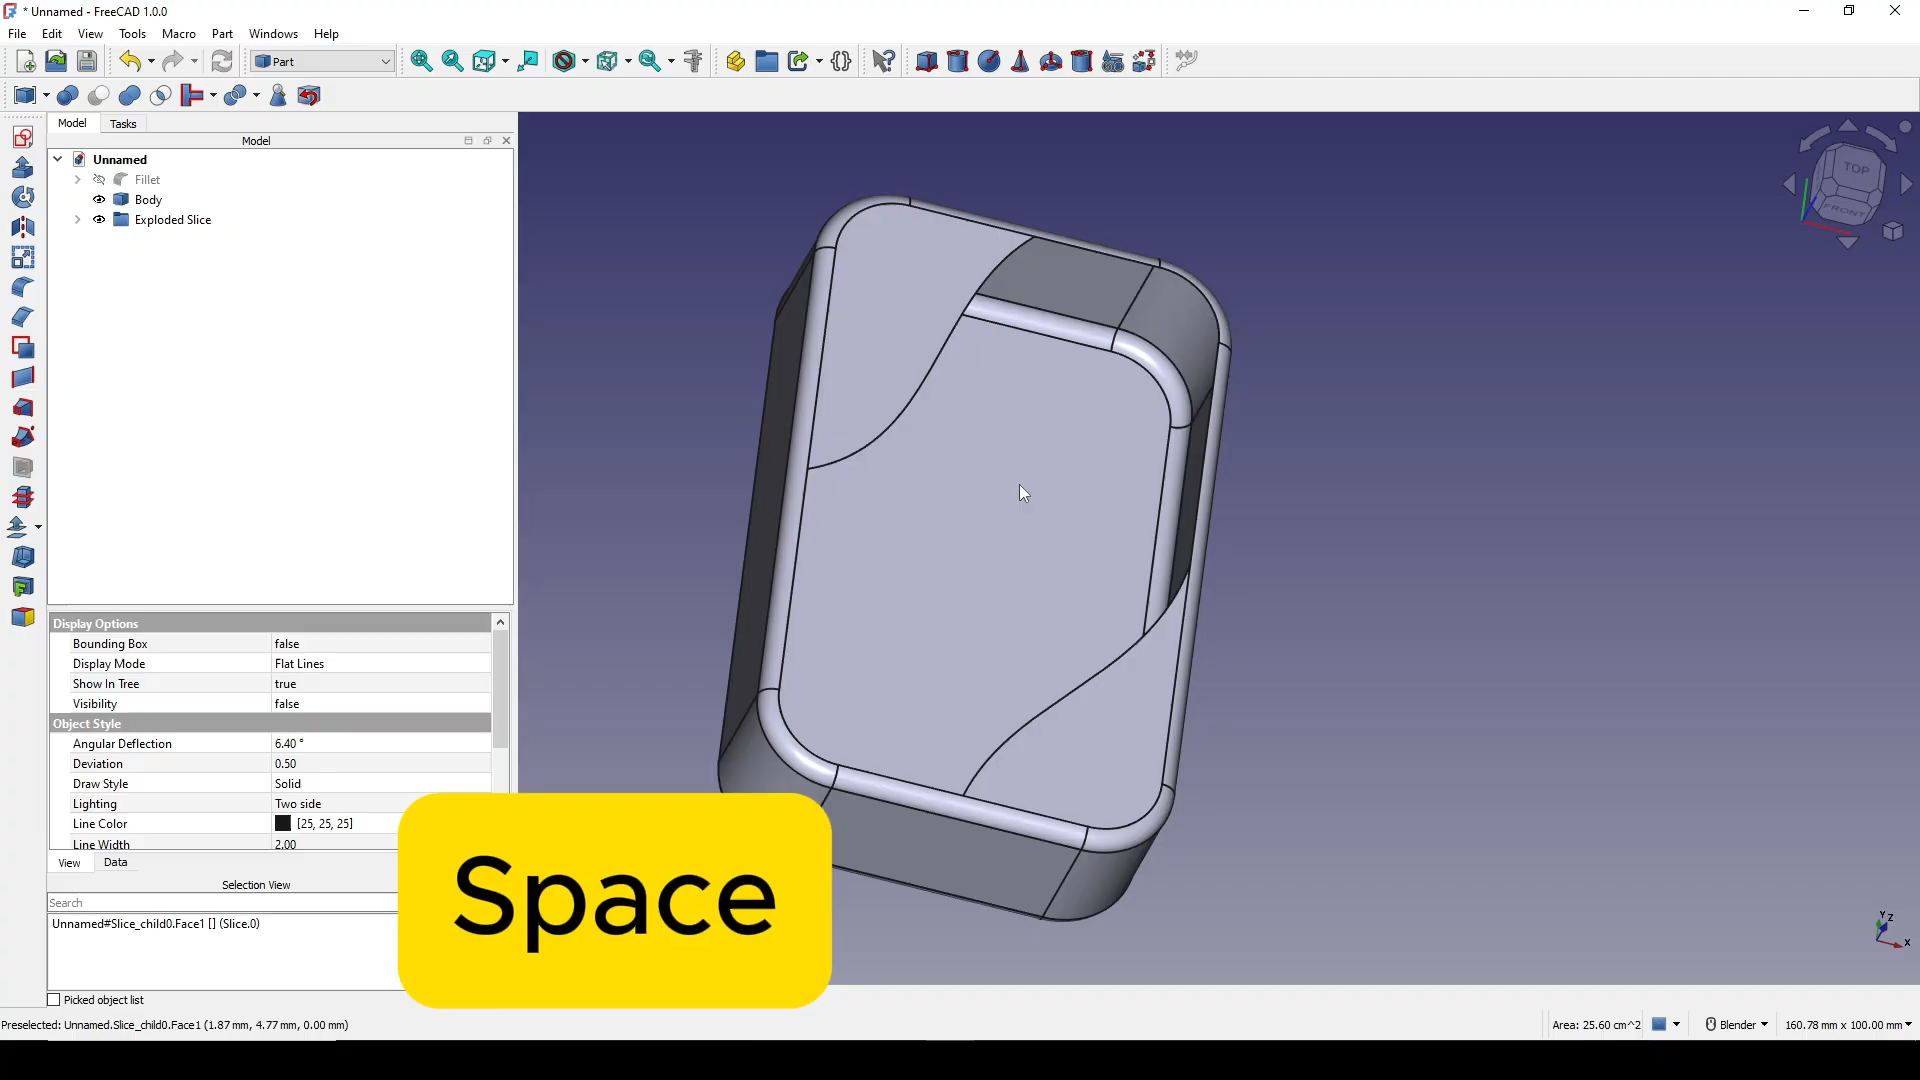 * Unnamed - FreeCAD 1.0.0
File Edit View Tools Macro Part Windows Help
Part
Model Tasks
Model
Unnamed
Fillet
Body
Exploded Slice
TOP
FRONT
Display Options
Bounding Box false
Display Mode Flat Lines
Show In Tree true
Visibility false
Object Style
Angular Deflection 6.40 °
Deviation 0.50
Draw Style Solid
Lighting Two side
Line Color [25, 25, 25]
Line Width 2.00
View Data
Selection View
Search
Unnamed#Slice_child0.Face1 [] (Slice.0)
Space
Y Z
X
Picked object list
Preselected: Unnamed.Slice_child0.Face1 (1.87 mm, 4.77 mm, 0.00 mm)
Area: 25.60 cm^2 Blender 160.78 mm x 100.00 mm